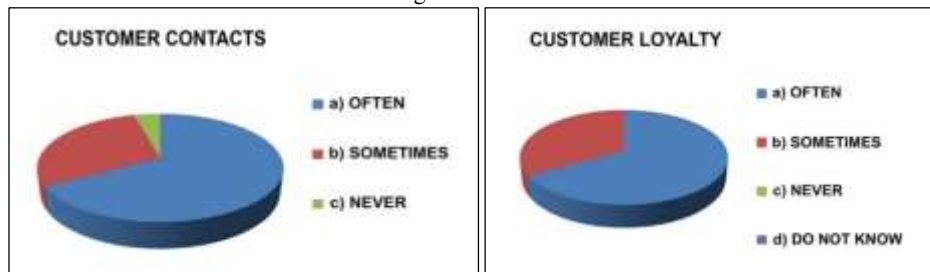 CUSTOMER CONTACTS
a) OFTEN
b) SOMETIMES
c) NEVER
CUSTOMER LOYALTY
a) OFTEN
b) SOMETIMES
c) NEVER
d) DO NOT KNOW